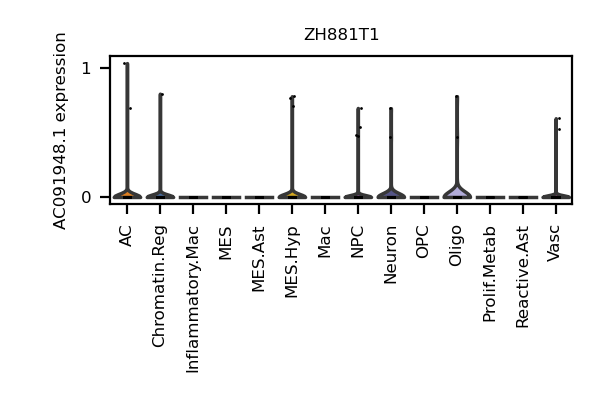 ZH881T1
AC091948.1 expression
1
0
AC
Chromatin.Reg
Inflammatory.Mac
MES
MES.Ast
MES.Hyp
Mac
NPC
Neuron
OPC
Oligo
Prolif.Metab
Reactive.Ast
Vasc